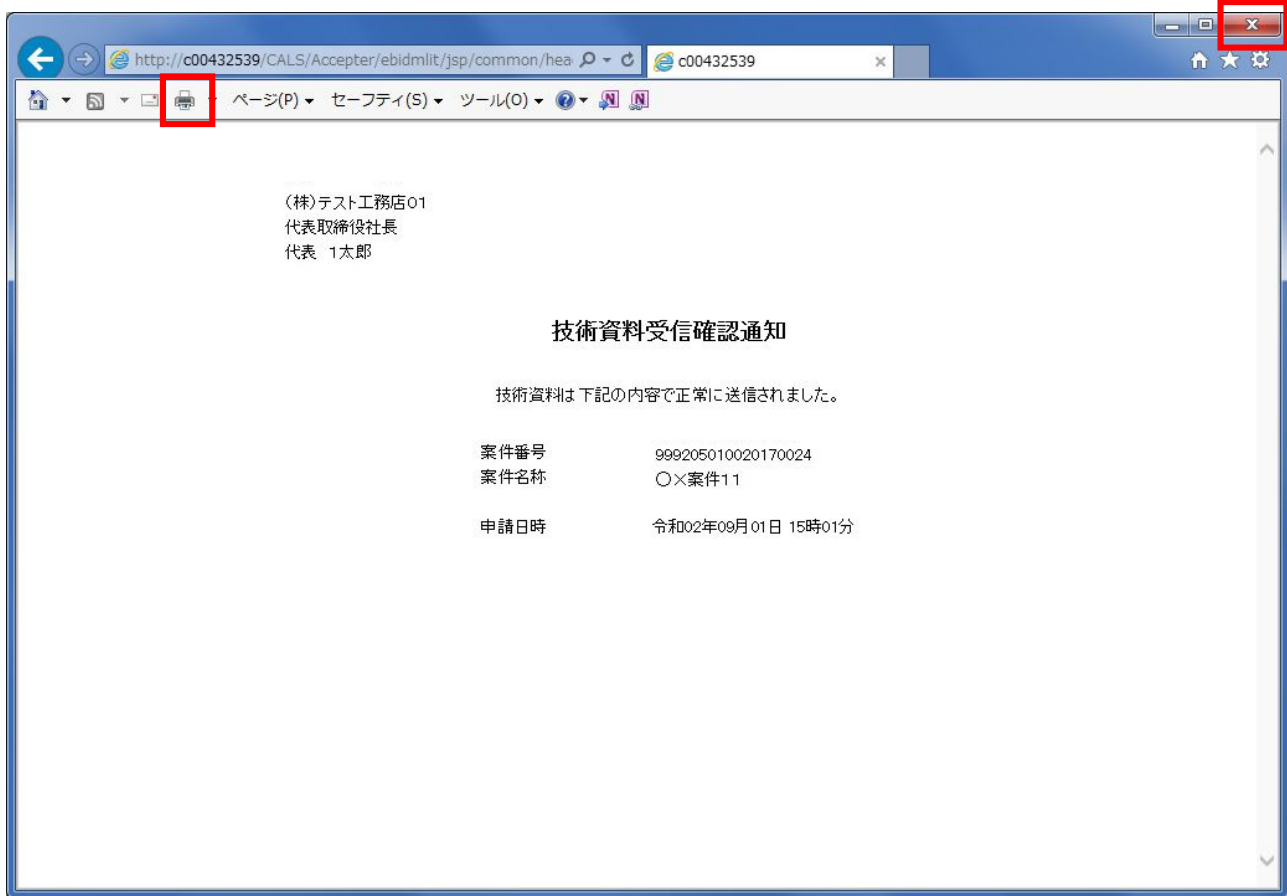 http://c00432539/CALS/Accepter/ebidmlit/jsp/common/hea
c00432539
ページ(P) セーフティ(S) ツール(O)
(株)テスト工務店01
代表取締役社長
代表　1太郎
技術資料受信確認通知
技術資料は下記の内容で正常に送信されました。
案件番号 999205010020170024
案件名称 〇×案件11
申請日時 令和02年09月01日 15時01分